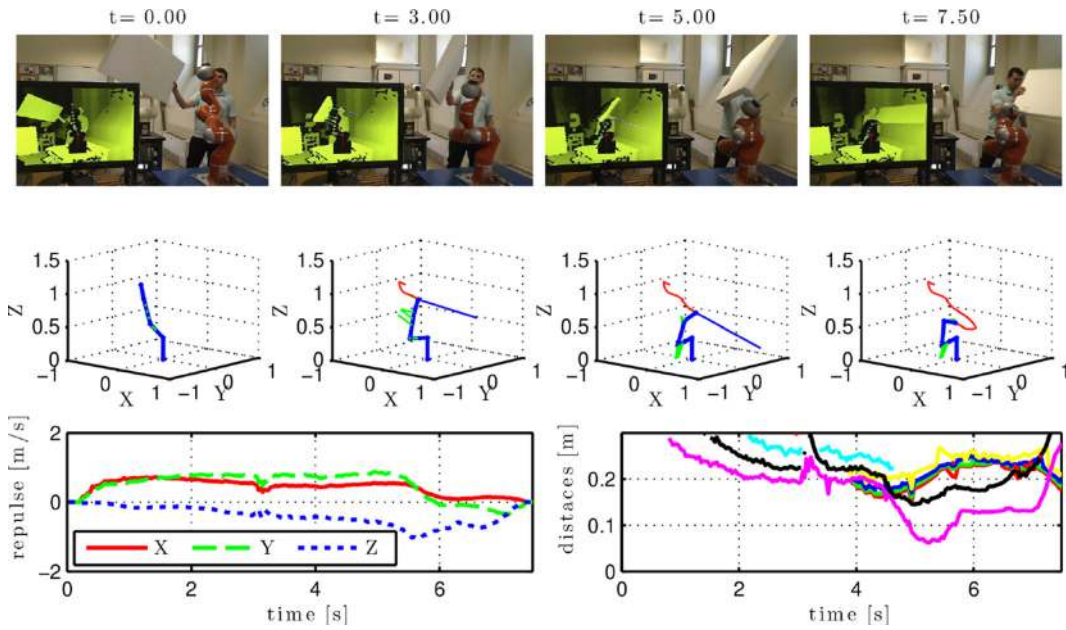 t= 0.00 t= 3.00 t= 5.00 t= 7.50
1.5 1.5 1.5 1.5
1 1 1 1
Z Z Z Z
0.5 0.5 0.5 0.5
0 0 0 0
−1 0 1 −1 0 1 −1 0 1 −1 0 1 −1 0 1 −1 0 1 −1 0 1 −1 0 1
X Y X Y X Y X Y
repulse [m/s]
2
0
−2
X Y Z
0 2 4 6
time [s]
distaces [m]
0.2
0.1
0
0 2 4 6
time [s]